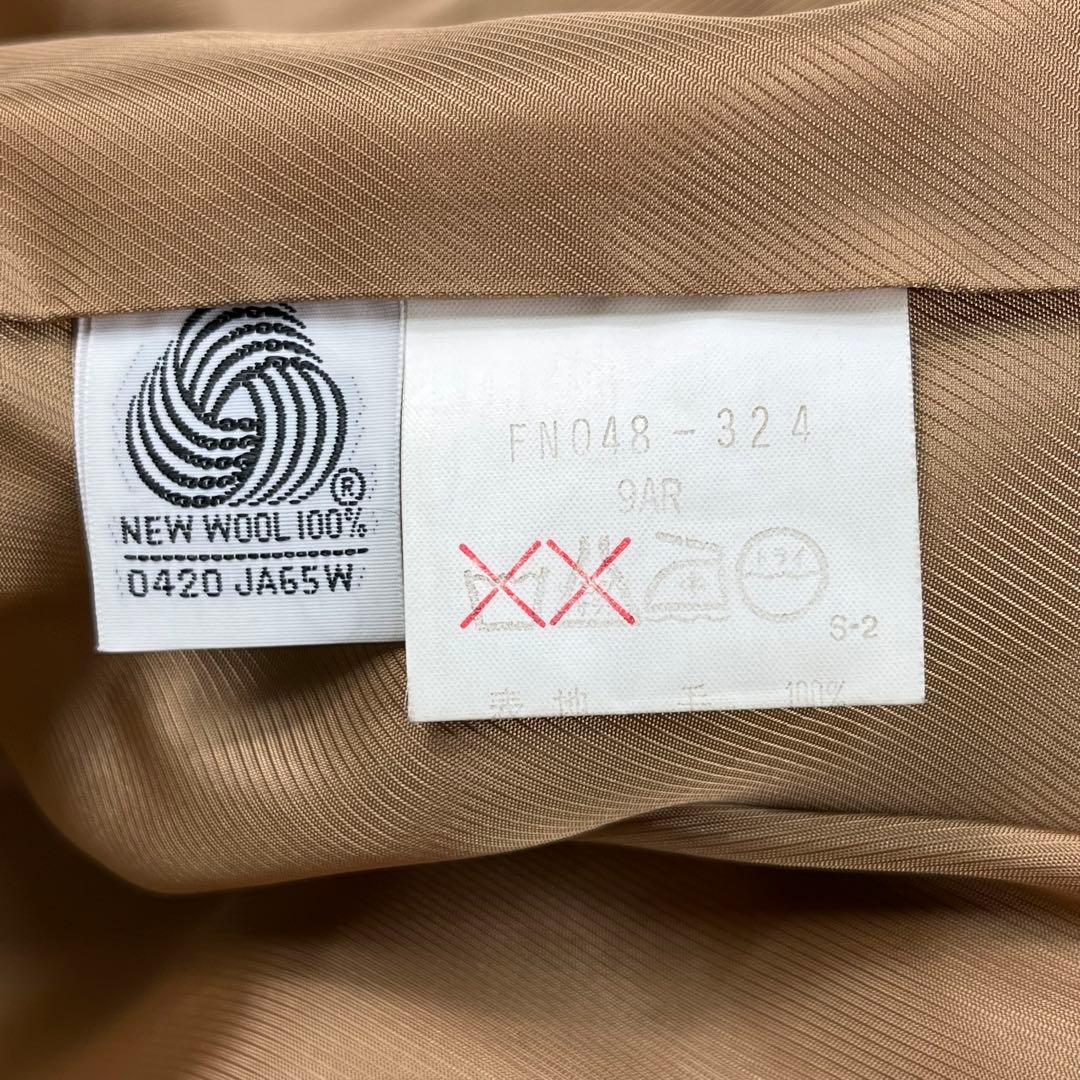 ®
NEW WOOL 100%
0420 JA65W
FN048-324
9AR
S-2
表地 毛 100%